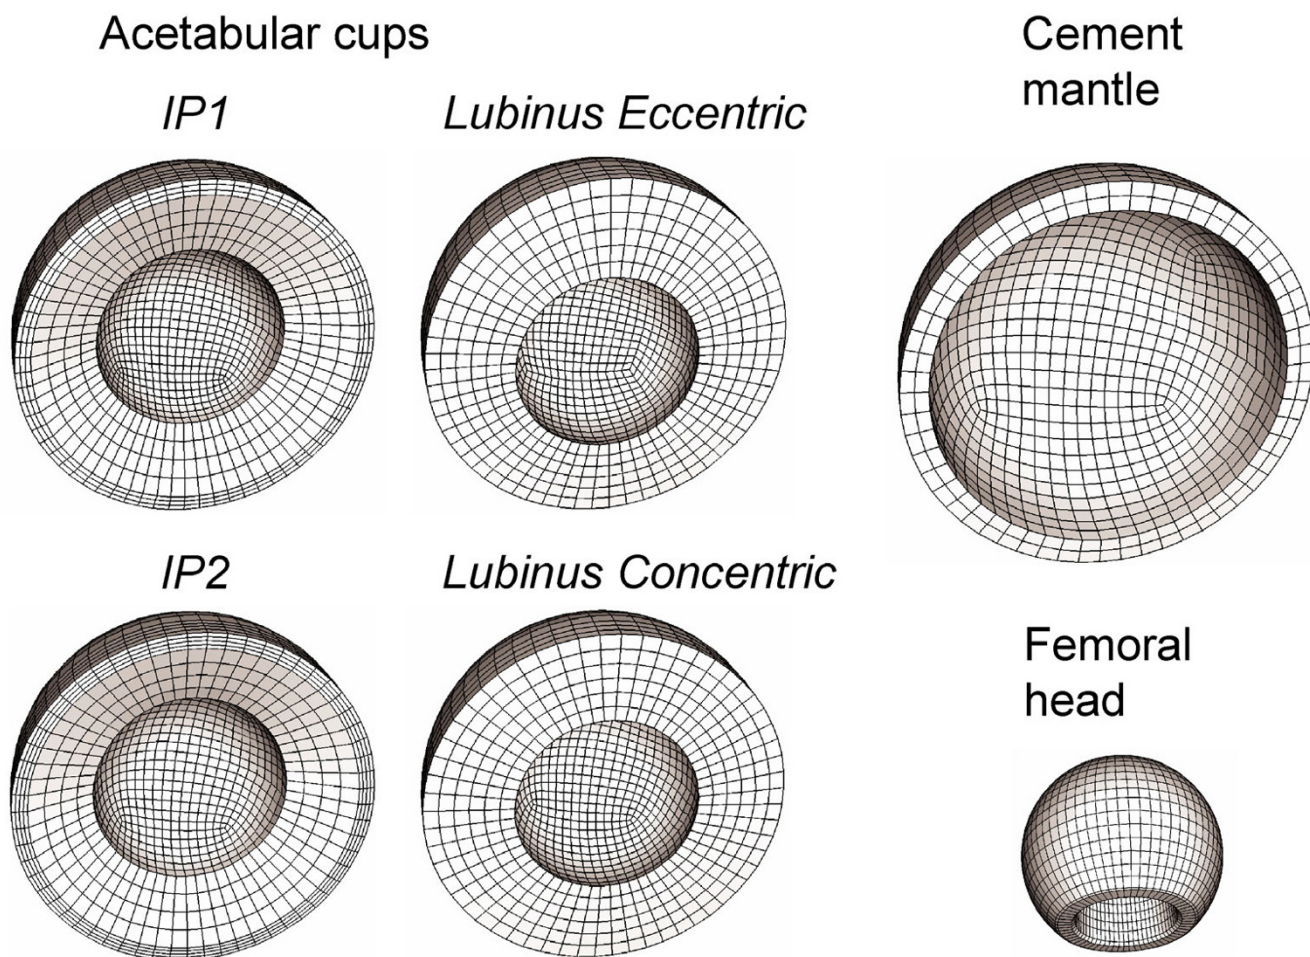 Acetabular cups
IP1
Lubinus Eccentric
IP2
Lubinus Concentric
Cement
mantle
Femoral
head